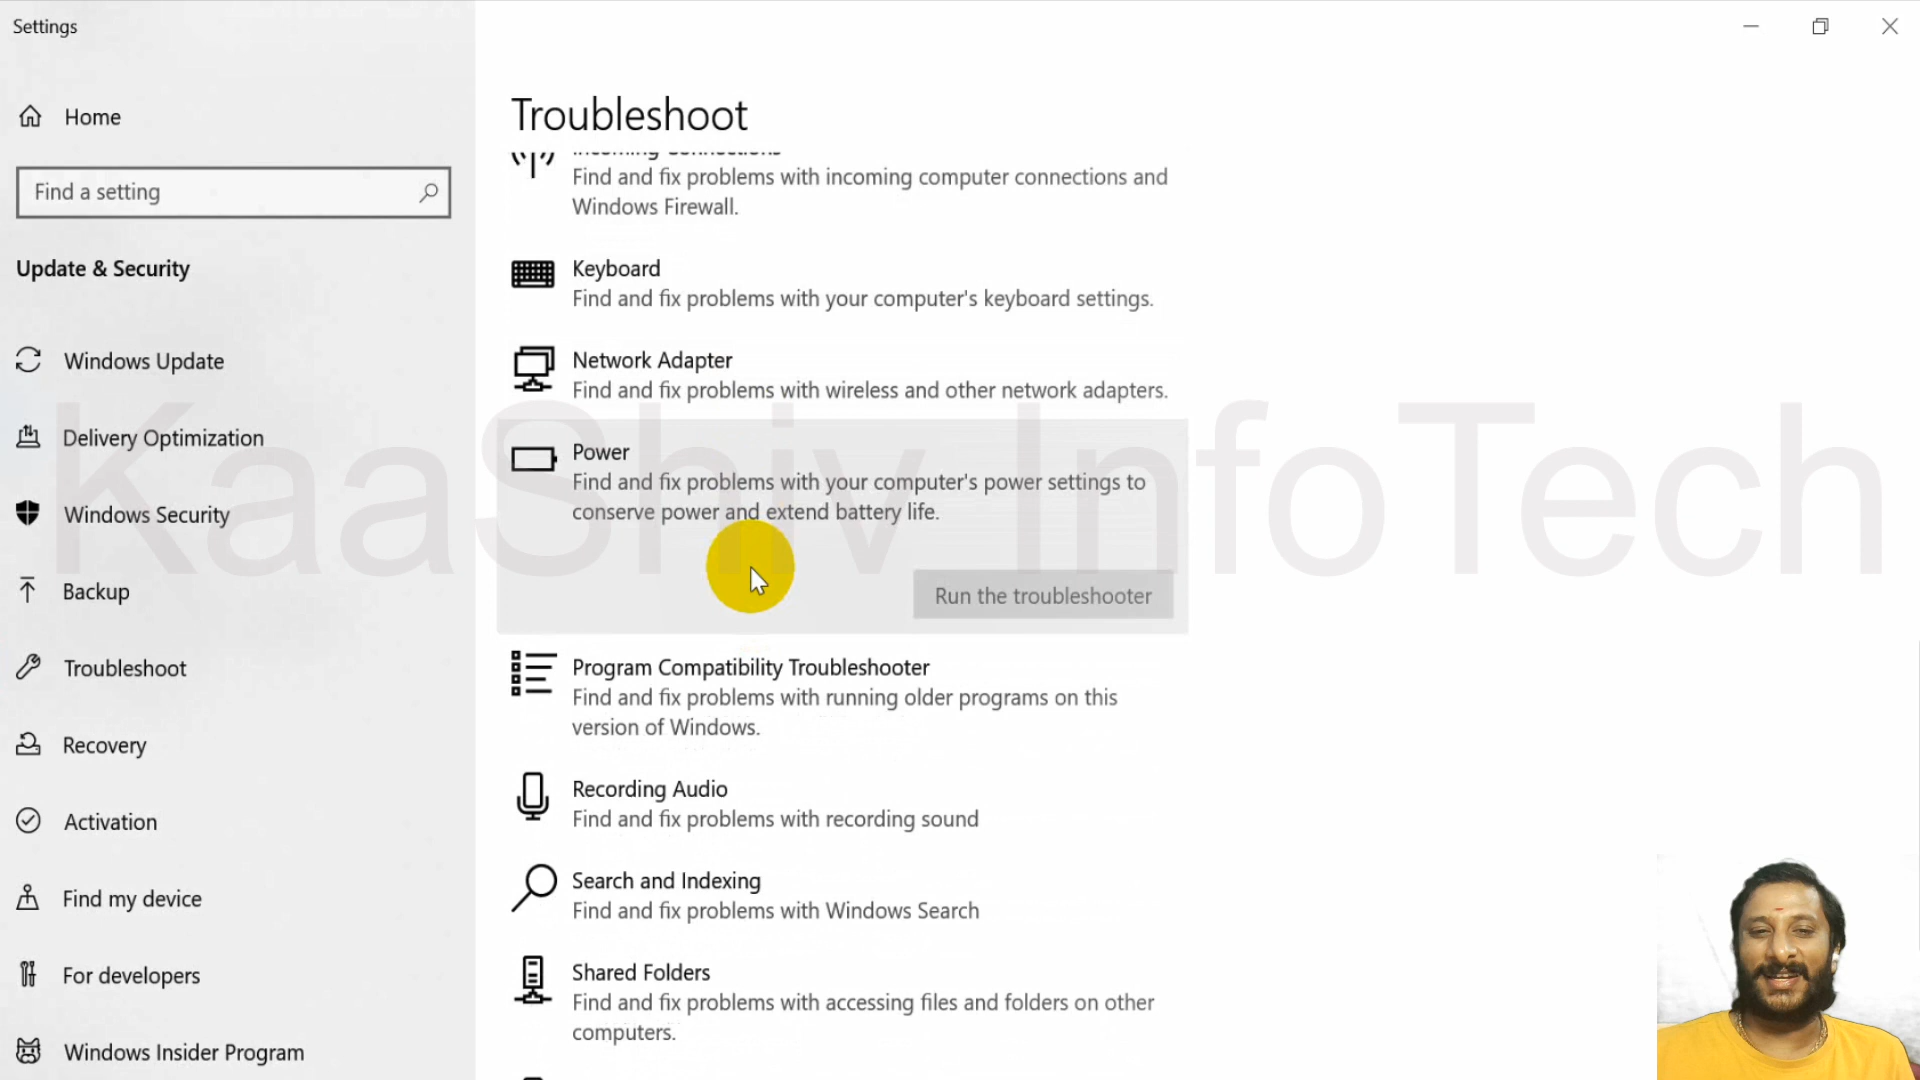 Settings
Home
Find a setting
Update & Security
Windows Update
Delivery Optimization
Windows Security
Backup
Troubleshoot
Recovery
Activation
Find my device
For developers
Windows Insider Program
Troubleshoot
Incoming Connections
Find and fix problems with incoming computer connections and
Windows Firewall.
Keyboard
Find and fix problems with your computer's keyboard settings.
Network Adapter
Find and fix problems with wireless and other network adapters.
Power
Find and fix problems with your computer's power settings to
conserve power and extend battery life.
Run the troubleshooter
Program Compatibility Troubleshooter
Find and fix problems with running older programs on this
version of Windows.
Recording Audio
Find and fix problems with recording sound
Search and Indexing
Find and fix problems with Windows Search
Shared Folders
Find and fix problems with accessing files and folders on other
computers.
KaaShiv InfoTech